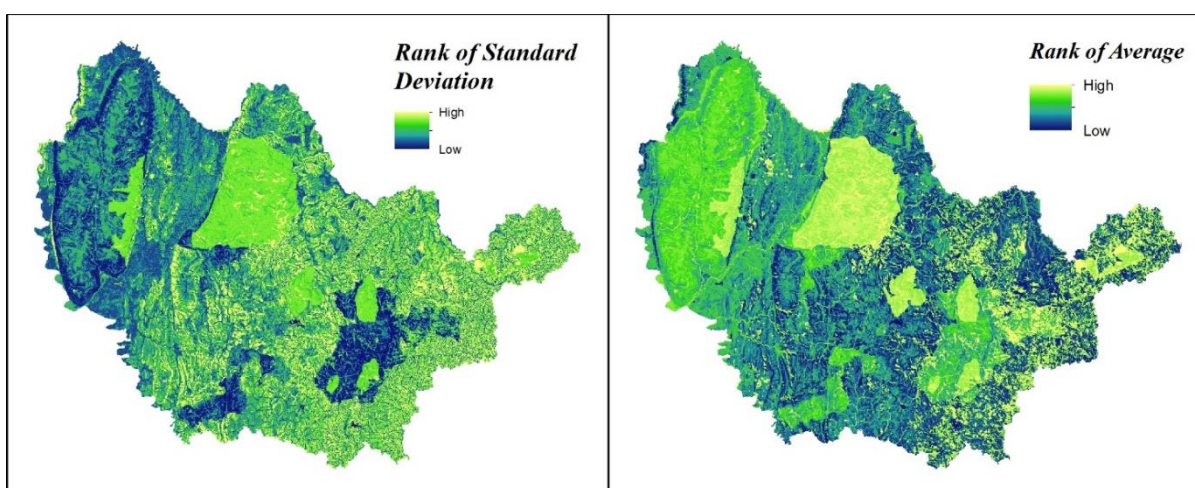 Rank of Standard
Deviation
High
Low
Rank of Average
High
Low